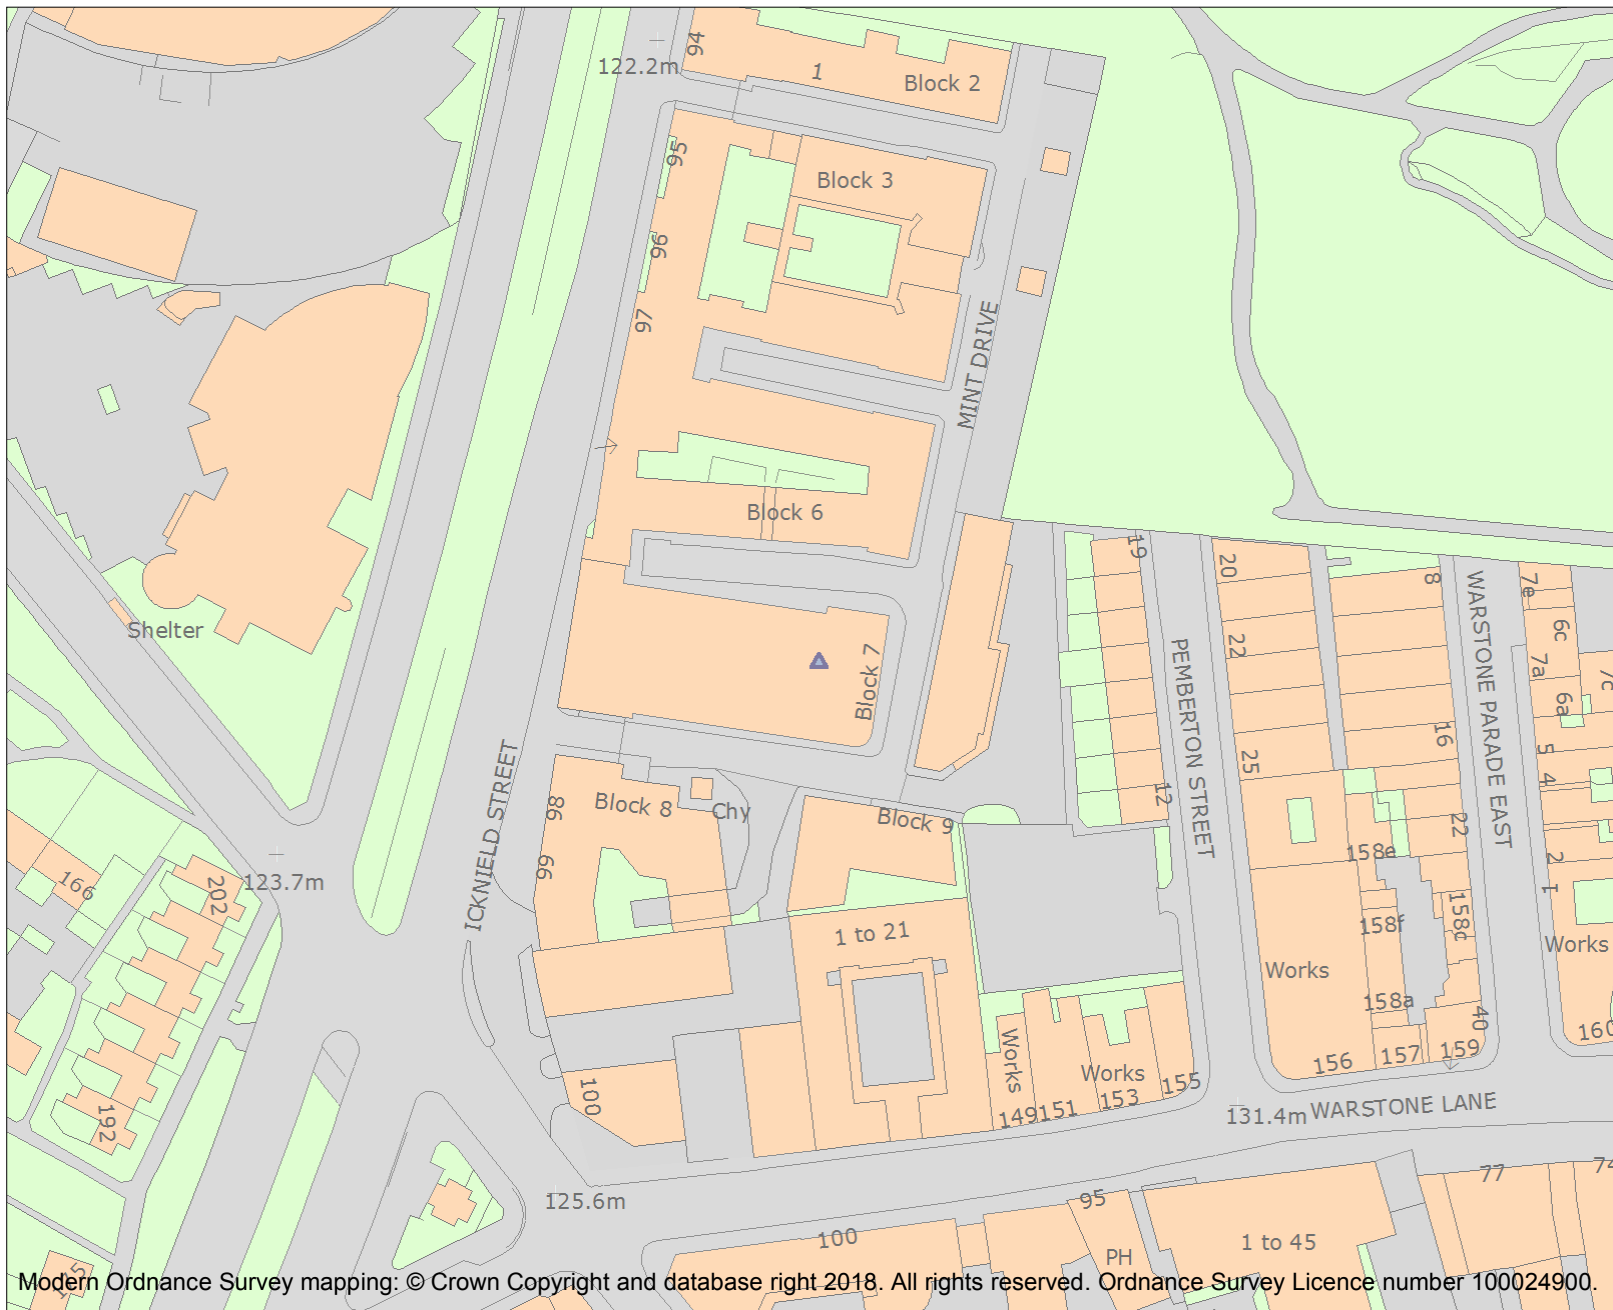 94
122.2m
1
Block 2
95
Block 3
96
97
MINT DRIVE
Block 6
19
20
8
7e
WARSTONE PARADE EAST
6c
Shelter
22
7a
PEMBERTON STREET
Block 7
7c
6a
16
5
25
4
ICKNIELD STREET
98
Block 8
Chy
12
Block 9
22
99
158e
2
1
166
202
123.7m
158c
158f
1 to 21
Works
Works
158a
40
160
Works
159
157
156
Works
155
100
153
151
149
192
131.4m
WARSTONE LANE
77
74
125.6m
95
100
1 to 45
PH
115
Modern Ordnance Survey mapping: © Crown Copyright and database right 2018. All rights reserved. Ordnance Survey Licence number 100024900.